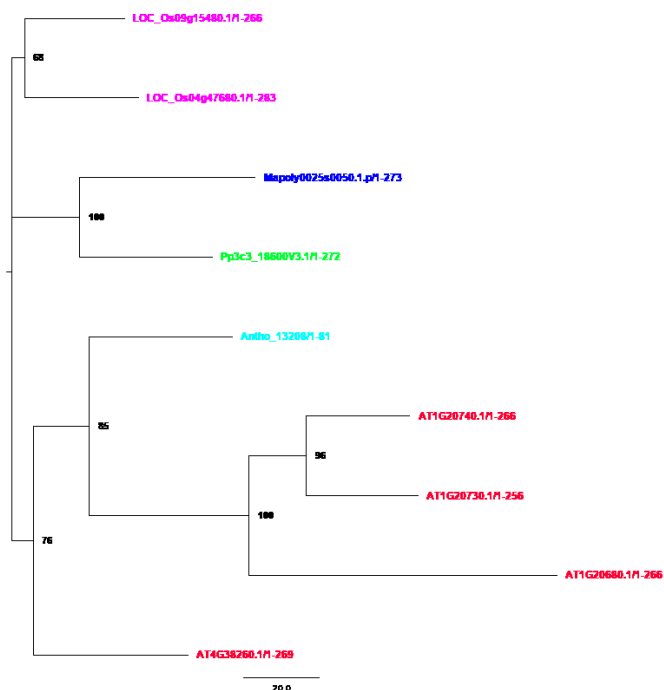 LOC_Os09g15480.1/1-266
68
LOC_Os04g47680.1/1-283
Mapoly0025s0050.1.p/1-273
100
Pp3c3_18600V3.1/1-272
Antho_13208/1-81
AT1G20740.1/1-266
85
96
AT1G20730.1/1-256
100
76
AT1G20680.1/1-266
AT4G38260.1/1-269
20.0